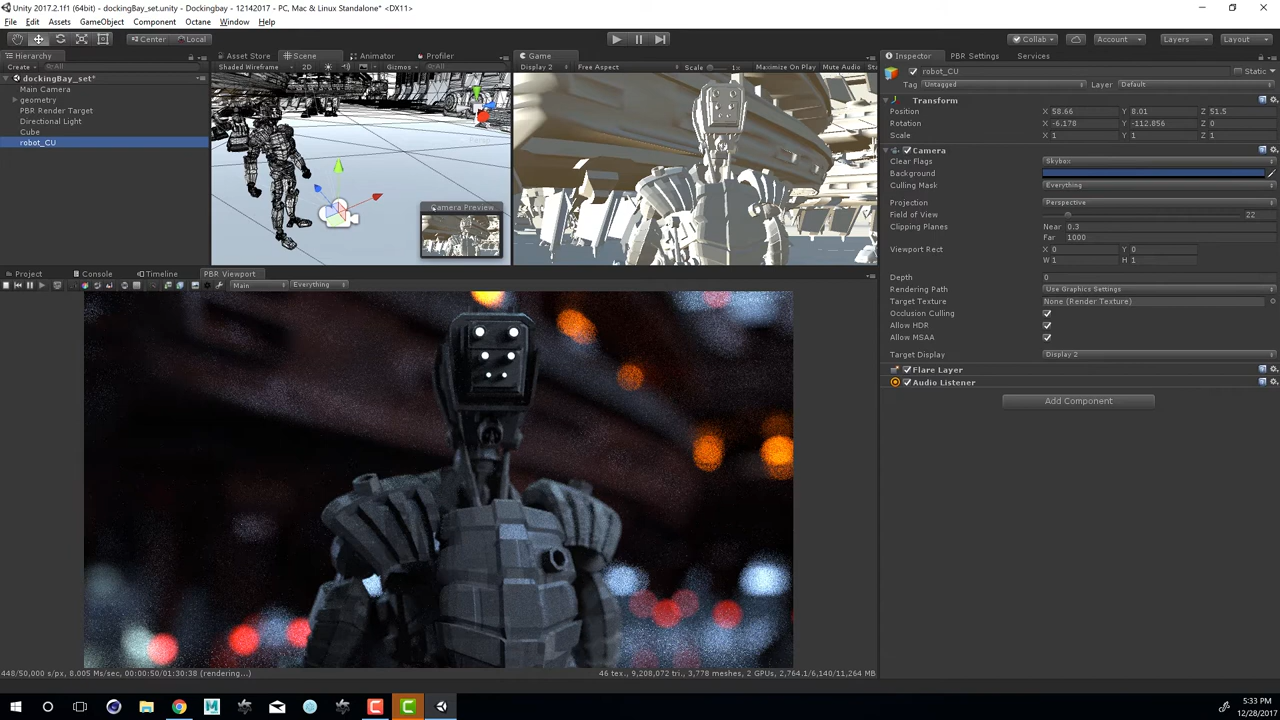 Unity 2017.2.1f1 (64bit) - dockingBay_set.unity - Dockingbay - 12142017 - PC, Mac & Linux Standalone* <DX11>
File Edit Assets GameObject Component Octane Window Help
Center Local Collab Account Layers Layout
Hierarchy Asset Store Scene Animator Profiler Game Inspector PBR Settings Services
Create All Shaded Wireframe 2D Gizmos All Display 2 Free Aspect Scale 1x Maximize On Play Mute Audio
robot_CU Static
dockingBay_set*
Tag Untagged Layer Default
Main Camera
geometry
Transform
PBR Render Target
Position X 58.66 Y 8.01 Z 51.5
Directional Light
Rotation X -6.178 Y -112.856 Z 0
Cube
Scale X 1 Y 1 Z 1
robot_CU
Camera
Clear Flags Skybox
Background
Culling Mask Everything
Projection Perspective
Camera Preview
Field of View 22
Clipping Planes Near 0.3
Far 1000
Viewport Rect X 0 Y 0
W 1 H 1
Project Console Timeline PBR Viewport
Depth 0
Main Everything
Rendering Path Use Graphics Settings
Target Texture None (Render Texture)
Occlusion Culling
Allow HDR
Allow MSAA
Target Display Display 2
Flare Layer
Audio Listener
Add Component
448/50,000 s/px, 8.005 Ms/sec, 00:00:50/01:30:38 (rendering...) 46 tex., 9,208,072 tri., 3,778 meshes, 2 GPUs, 2,764.1/6,140/11,264 MB
5:33 PM
12/28/2017